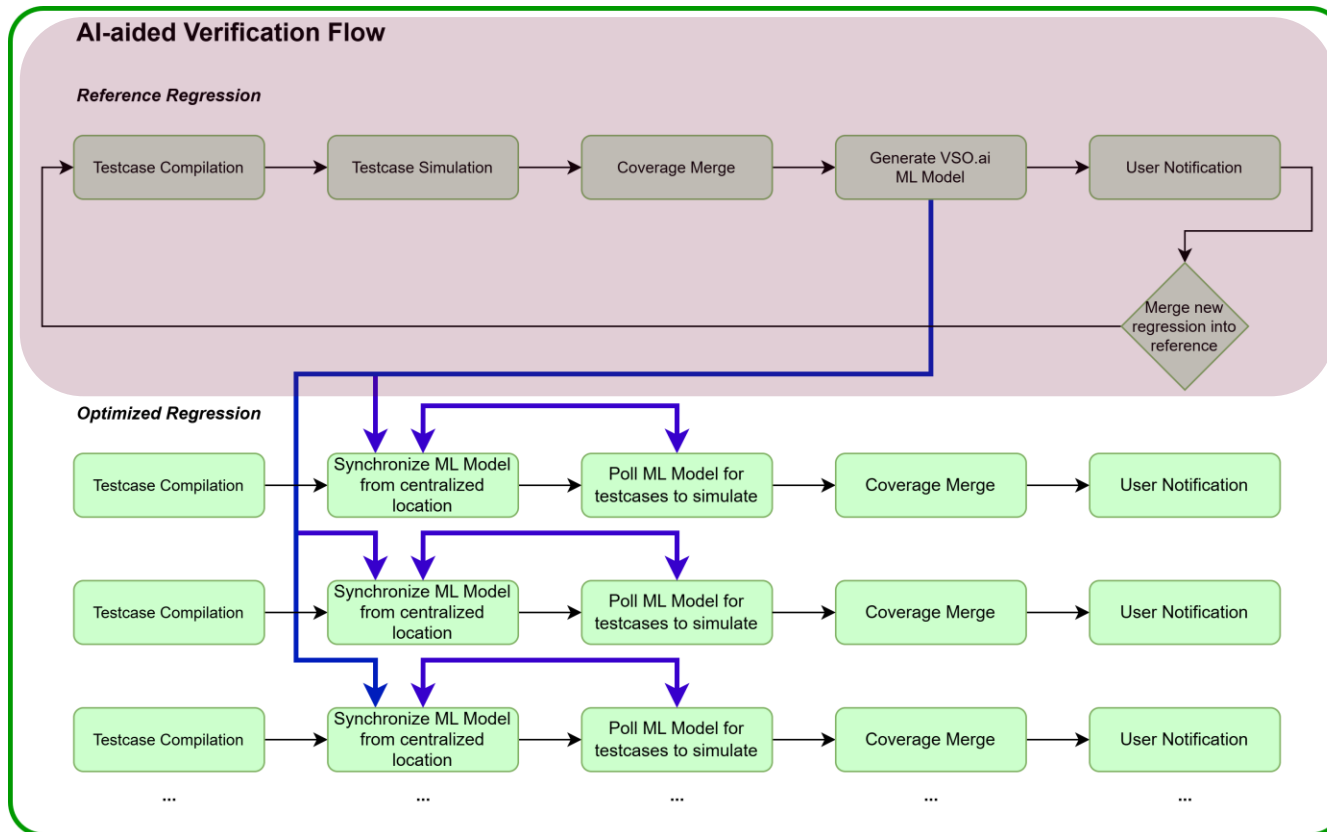 AI-aided Verification Flow
Reference Regression
Testcase Compilation
Testcase Simulation
Coverage Merge
Generate VSO.ai
ML Model
User Notification
Merge new
regression into
reference
Optimized Regression
Testcase Compilation
Synchronize ML Model
from centralized
location
Poll ML Model for
testcases to simulate
Coverage Merge
User Notification
Testcase Compilation
Synchronize ML Model
from centralized
location
Poll ML Model for
testcases to simulate
Coverage Merge
User Notification
Testcase Compilation
Synchronize ML Model
from centralized
location
Poll ML Model for
testcases to simulate
Coverage Merge
User Notification
... ... ... ... ...